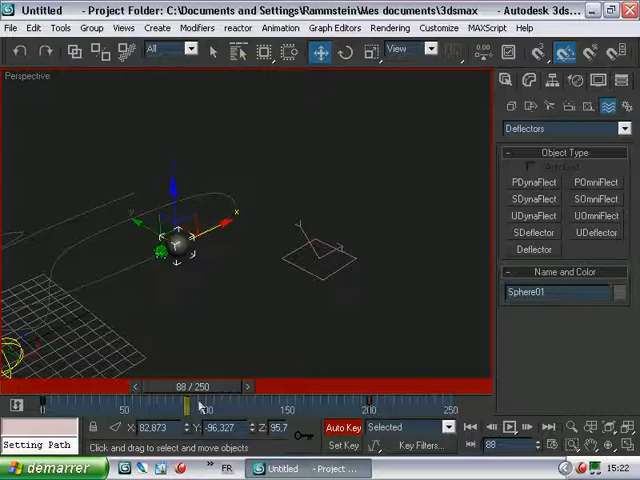 Untitled - Project Folder: C:\Documents and Settings\Rammstein\Mes documents\3dsmax - Autodesk 3ds...
File Edit Tools Group Views Create Modifiers reactor Animation Graph Editors Rendering Customize MAXScript Help
All View
Perspective
Deflectors
Object Type
AutoGrid
PDynaFlect POmniFlect
SDynaFlect SOmniFlect
UDynaFlect UOmniFlect
SDeflector UDeflector
Deflector
Name and Color
Sphere01
x
y
88 / 250
0 50 100 150 200 250
X: 82,873 Y: -96,327 Z: 95,7
Auto Key Selected
Setting Path
Click and drag to select and move objects
Set Key Key Filters... 88
demarrer FR Untitled - Project ... 15:22